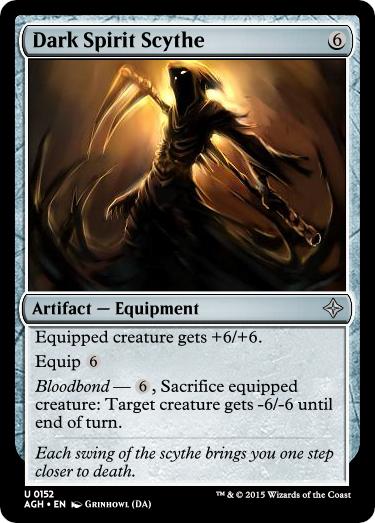 Dark Spirit Scythe 6
Artifact — Equipment
Equipped creature gets +6/+6.
Equip 6
Bloodbond — 6, Sacrifice equipped
creature: Target creature gets -6/-6 until
end of turn.
Each swing of the scythe brings you one step
closer to death.
U 0152
AGH • EN GRINHOWL (DA)
™ & © 2015 Wizards of the Coast